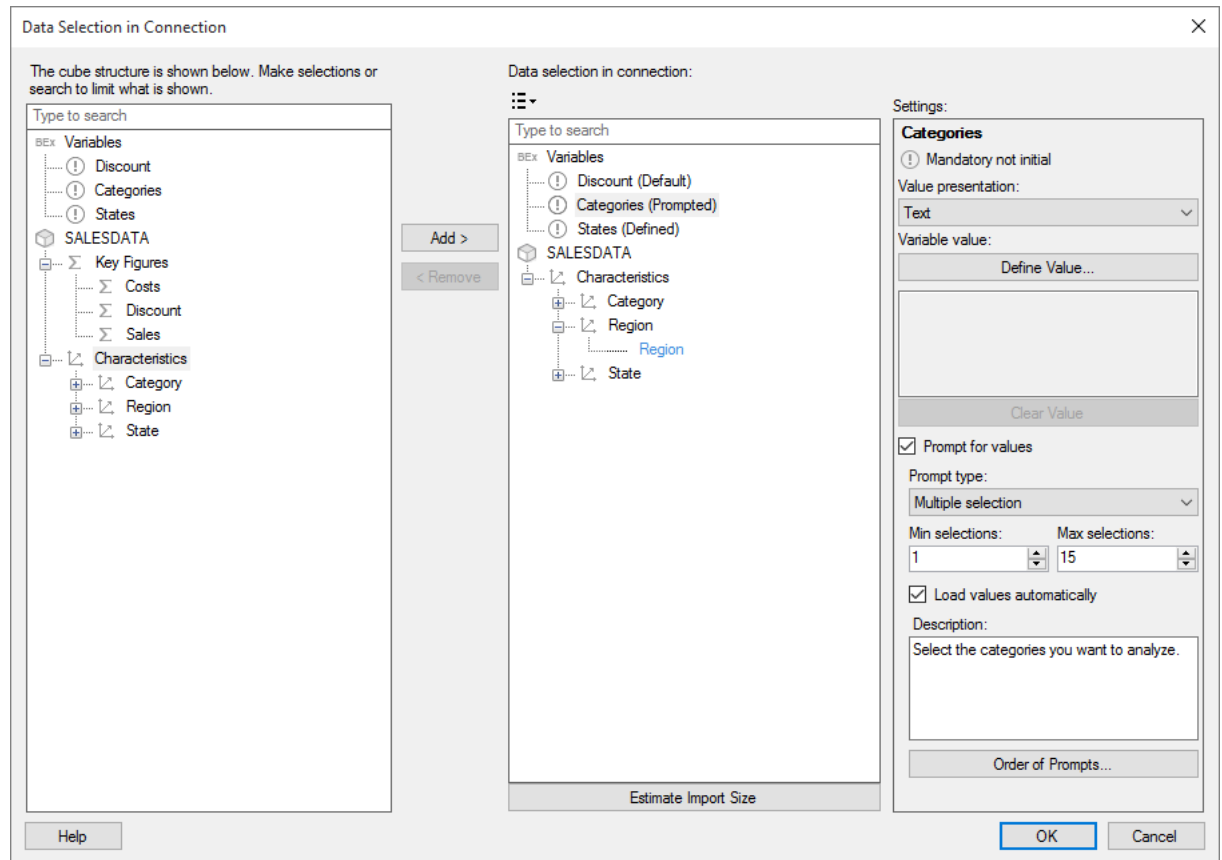 Data Selection in Connection
The cube structure is shown below. Make selections or
search to limit what is shown.
Type to search
BEx Variables
Discount
Categories
States
SALESDATA
Key Figures
Costs
Discount
Sales
Characteristics
Category
Region
State
Add >
< Remove
Data selection in connection:
Type to search
BEx Variables
Discount (Default)
Categories (Prompted)
States (Defined)
SALESDATA
Characteristics
Category
Region
Region
State
Estimate Import Size
Settings:
Categories
Mandatory not initial
Value presentation:
Text
Variable value:
Define Value...
Clear Value
Prompt for values
Prompt type:
Multiple selection
Min selections: Max selections:
1 15
Load values automatically
Description:
Select the categories you want to analyze.
Order of Prompts...
Help
OK
Cancel